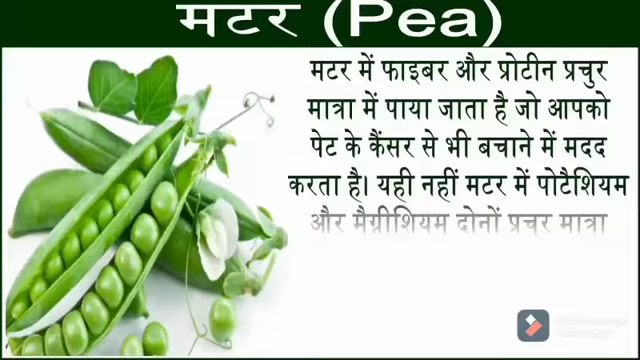 मटर (Pea)
मटर में फाइबर और प्रोटीन प्रचुर
मात्रा में पाया जाता है जो आपको
पेट के कैंसर से भी बचाने में मदद
करता है। यही नहीं मटर में पोटैशियम
और मैग्नीशियम दोनों प्रचुर मात्रा